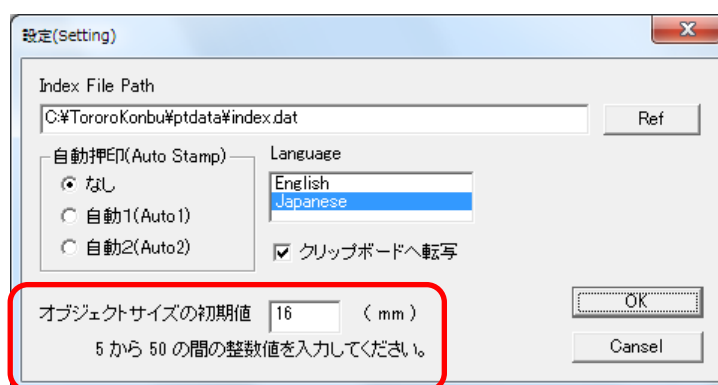 設定(Setting)
Index File Path
C:¥TororoKonbu¥ptdata¥index.dat
Ref
自動押印(Auto Stamp)
なし
自動1(Auto1)
自動2(Auto2)
Language
English
Japanese
クリップボードへ転写
オブジェクトサイズの初期値 16 (mm)
5 から 50 の間の整数値を入力してください。
OK
Cansel